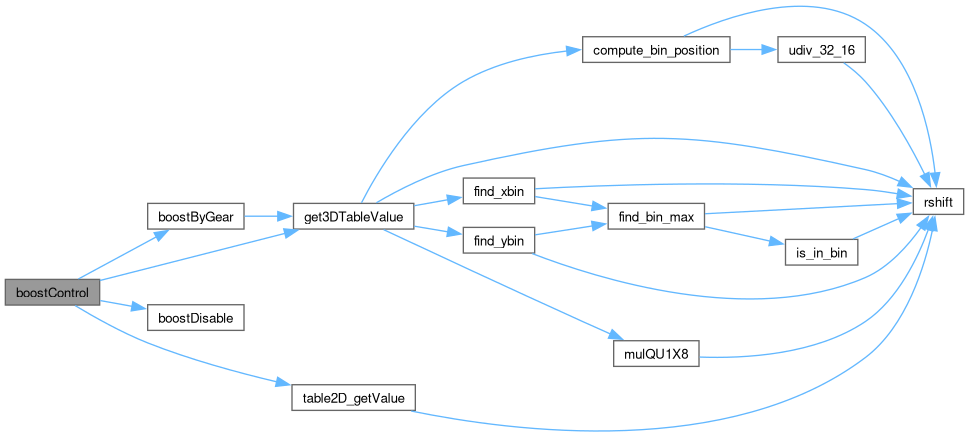 boostControl
boostByGear
boostDisable
get3DTableValue
table2D_getValue
compute_bin_position
find_xbin
find_ybin
mulQU1X8
find_bin_max
udiv_32_16
is_in_bin
rshift